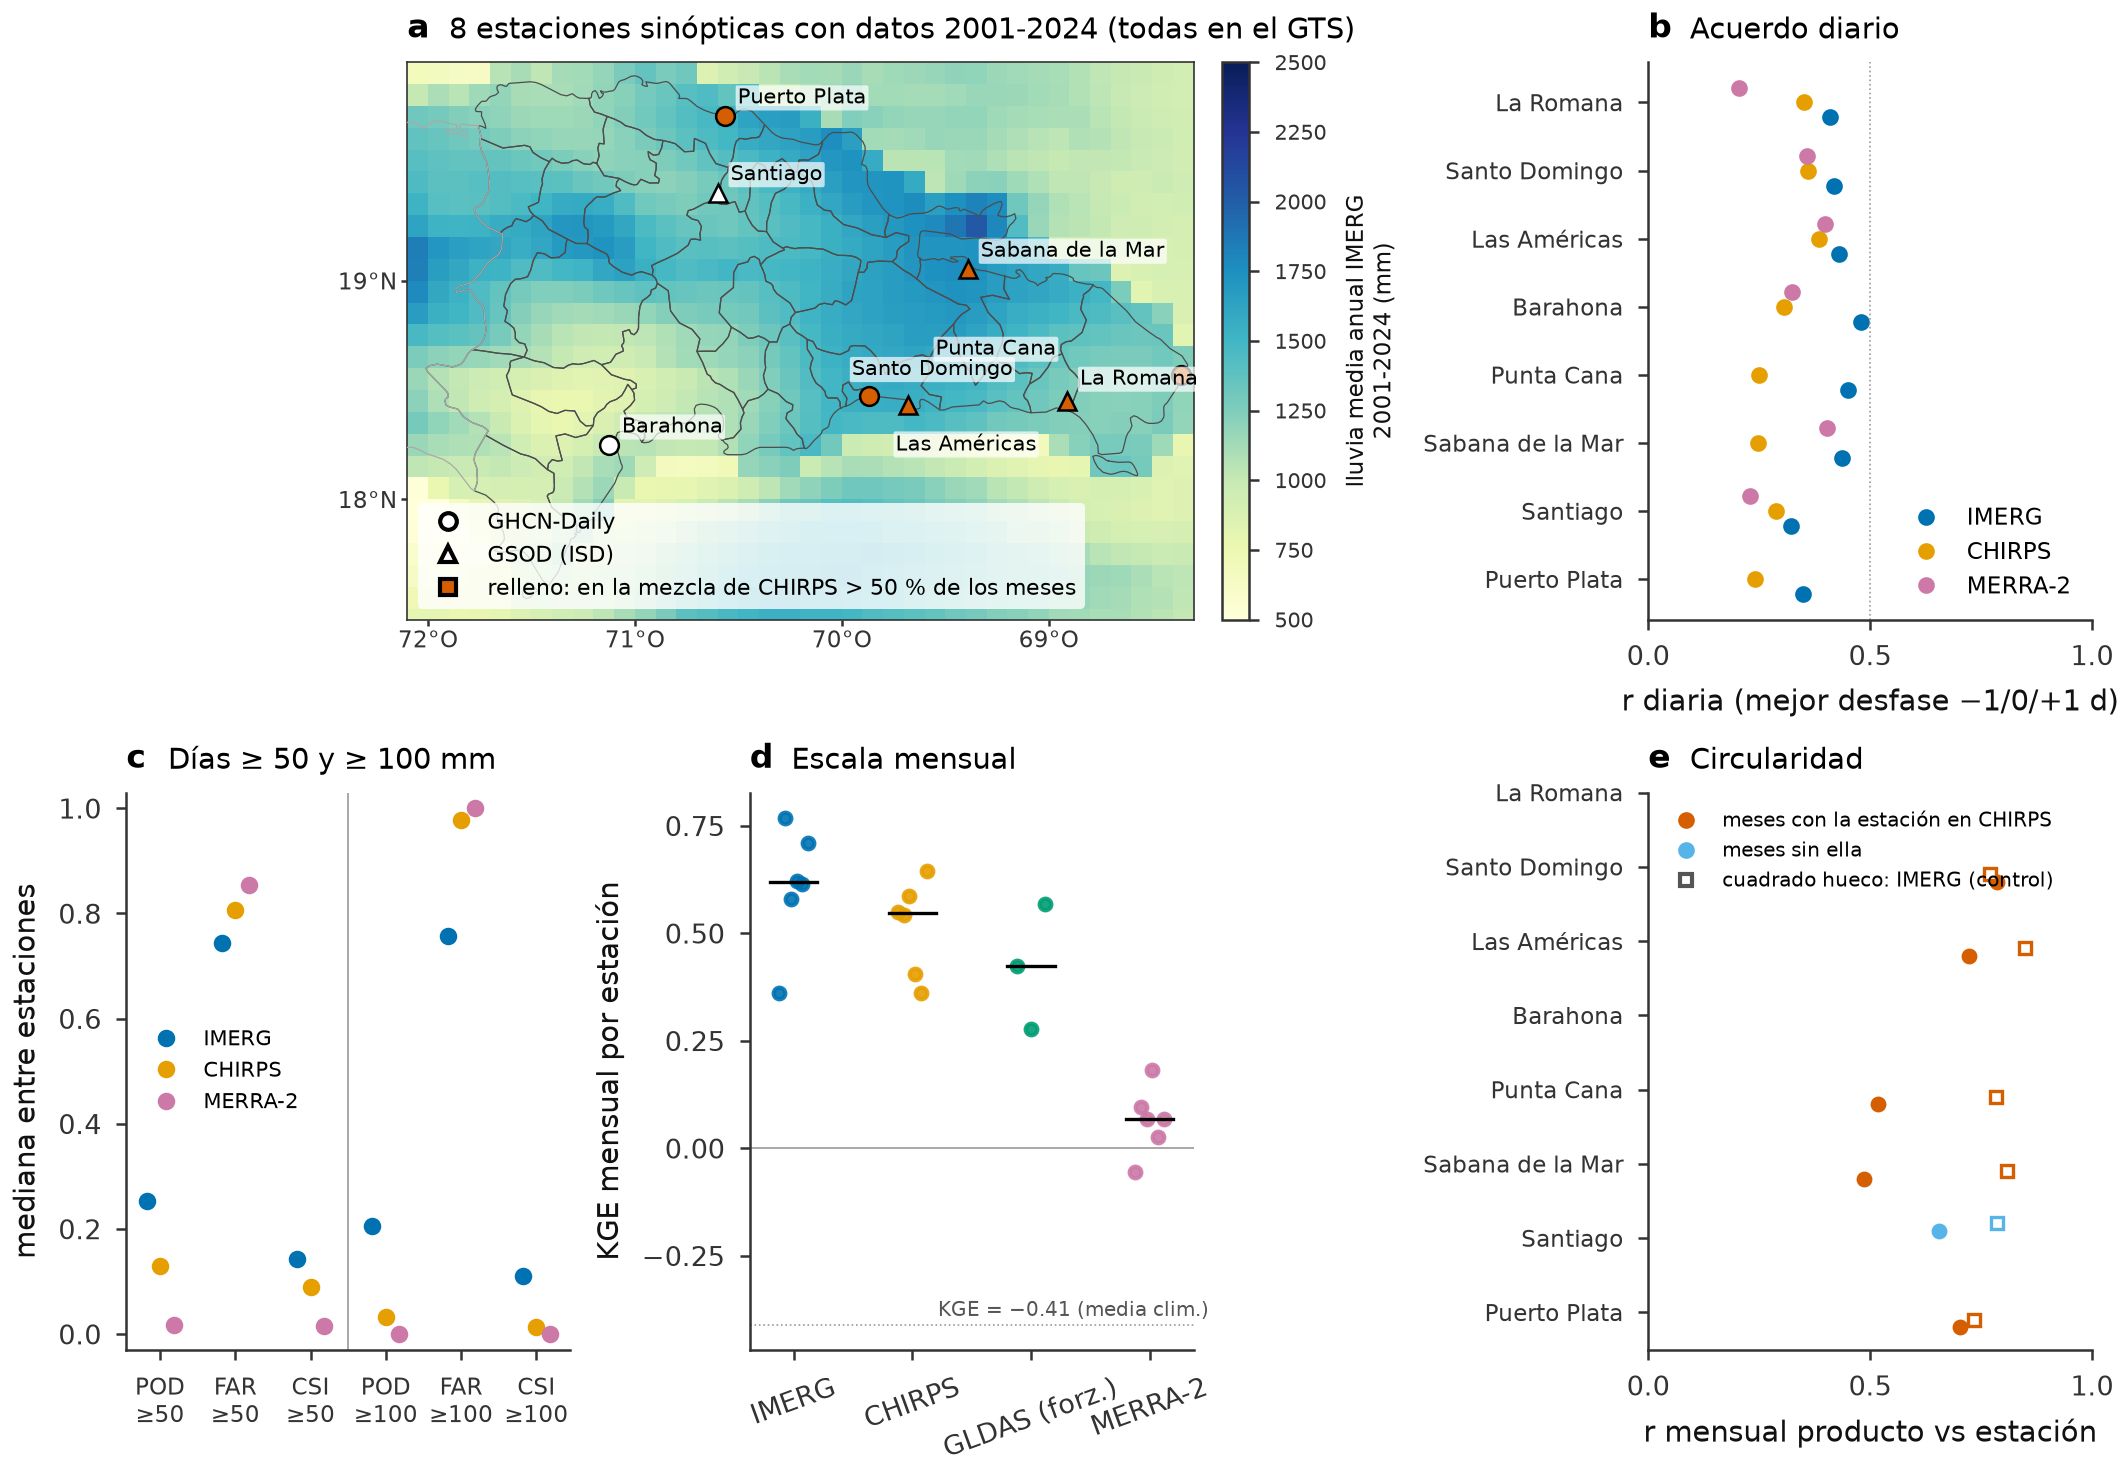 a 8 estaciones sinópticas con datos 2001-2024 (todas en el GTS)
Puerto Plata
Santiago
Sabana de la Mar
Punta Cana
Santo Domingo
La Romana
Barahona
Las Américas
19°N
18°N
GHCN-Daily
GSOD (ISD)
relleno: en la mezcla de CHIRPS > 50 % de los meses
72°O
71°O
70°O
69°O
2500
2250
2000
1750
1500
1250
1000
750
500
lluvia media anual IMERG
2001-2024 (mm)
b Acuerdo diario
La Romana
Santo Domingo
Las Américas
Barahona
Punta Cana
Sabana de la Mar
Santiago
Puerto Plata
IMERG
CHIRPS
MERRA-2
0.0
0.5
1.0
r diaria (mejor desfase −1/0/+1 d)
c Días ≥ 50 y ≥ 100 mm
mediana entre estaciones
1.0
0.8
0.6
0.4
0.2
0.0
IMERG
CHIRPS
MERRA-2
POD
≥50
FAR
≥50
CSI
≥50
POD
≥100
FAR
≥100
CSI
≥100
d Escala mensual
KGE mensual por estación
0.75
0.50
0.25
0.00
−0.25
KGE = −0.41 (media clim.)
IMERG
CHIRPS
GLDAS (forz.)
MERRA-2
e Circularidad
La Romana
Santo Domingo
Las Américas
Barahona
Punta Cana
Sabana de la Mar
Santiago
Puerto Plata
meses con la estación en CHIRPS
meses sin ella
cuadrado hueco: IMERG (control)
0.0
0.5
1.0
r mensual producto vs estación